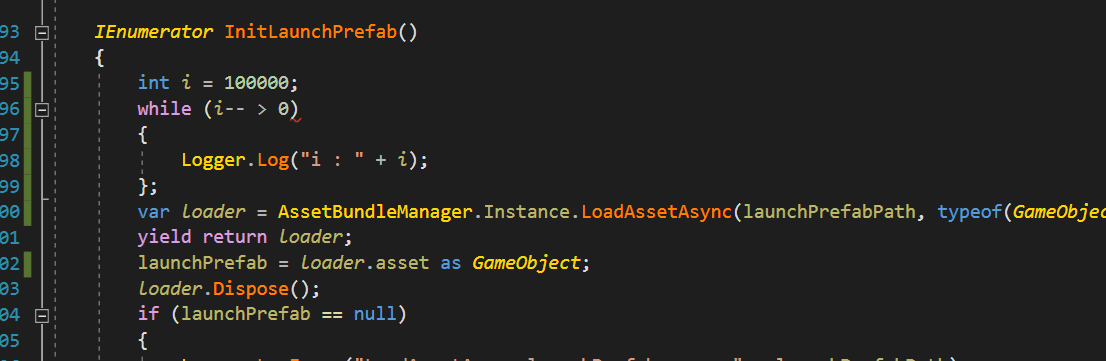 93 IEnumerator InitLaunchPrefab()
94 {
95 int i = 100000;
96 while (i-- > 0)
97 {
98 Logger.Log("i : " + i);
99 };
00 var loader = AssetBundleManager.Instance.LoadAssetAsync(launchPrefabPath, typeof(GameObjec
01 yield return loader;
02 launchPrefab = loader.asset as GameObject;
03 loader.Dispose();
04 if (launchPrefab == null)
05 {